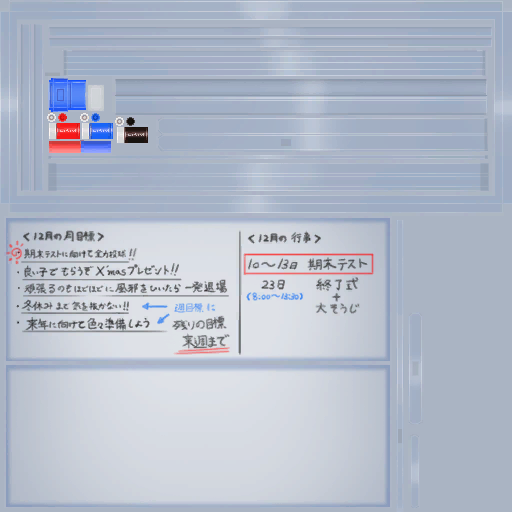 <12月の月目標>
期末テストに向けて全力投球!!
・良い子でもらうぞX'masプレゼント!!
・頑張るのもほどほどに風邪をひいたら一発退場
・冬休みまで気を抜かない!!
・来年に向けて色々準備しよう
週目標に
残りの目標
来週まで
<12月の行事>
10〜13日 期末テスト
23日 終了式
(8:00〜13:30)
+
大そうじ